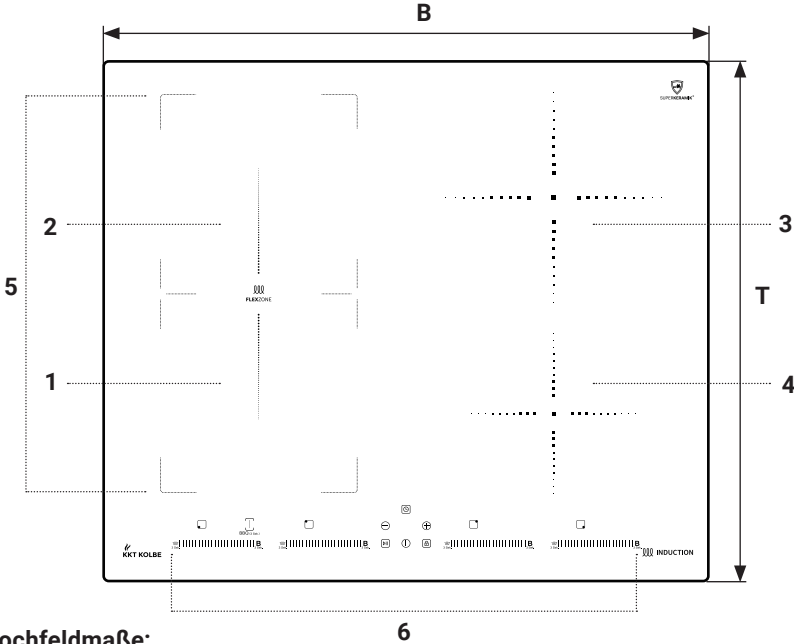 B
SUPERKERAMIK
2
3
5
T
FLEXZONE
1
4
B
B
B
B
KKT KOLBE
INDUCTION
6
ochfeldmaße: